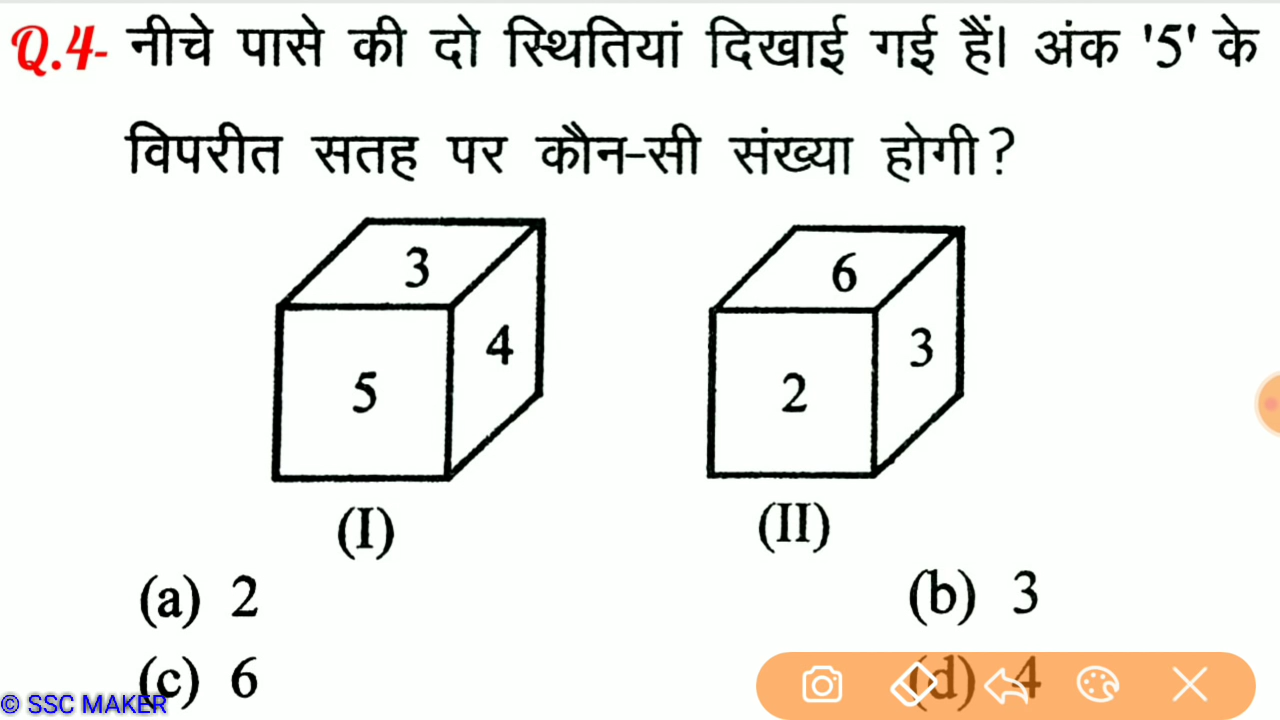 Q.4- नीचे पासे की दो स्थितियां दिखाई गई हैं। अंक '5' के
विपरीत सतह पर कौन-सी संख्या होगी?
3
5
4
6
2
3
(I)
(II)
(a) 2
(b) 3
(c) 6
(d) 4
© SSC MAKER